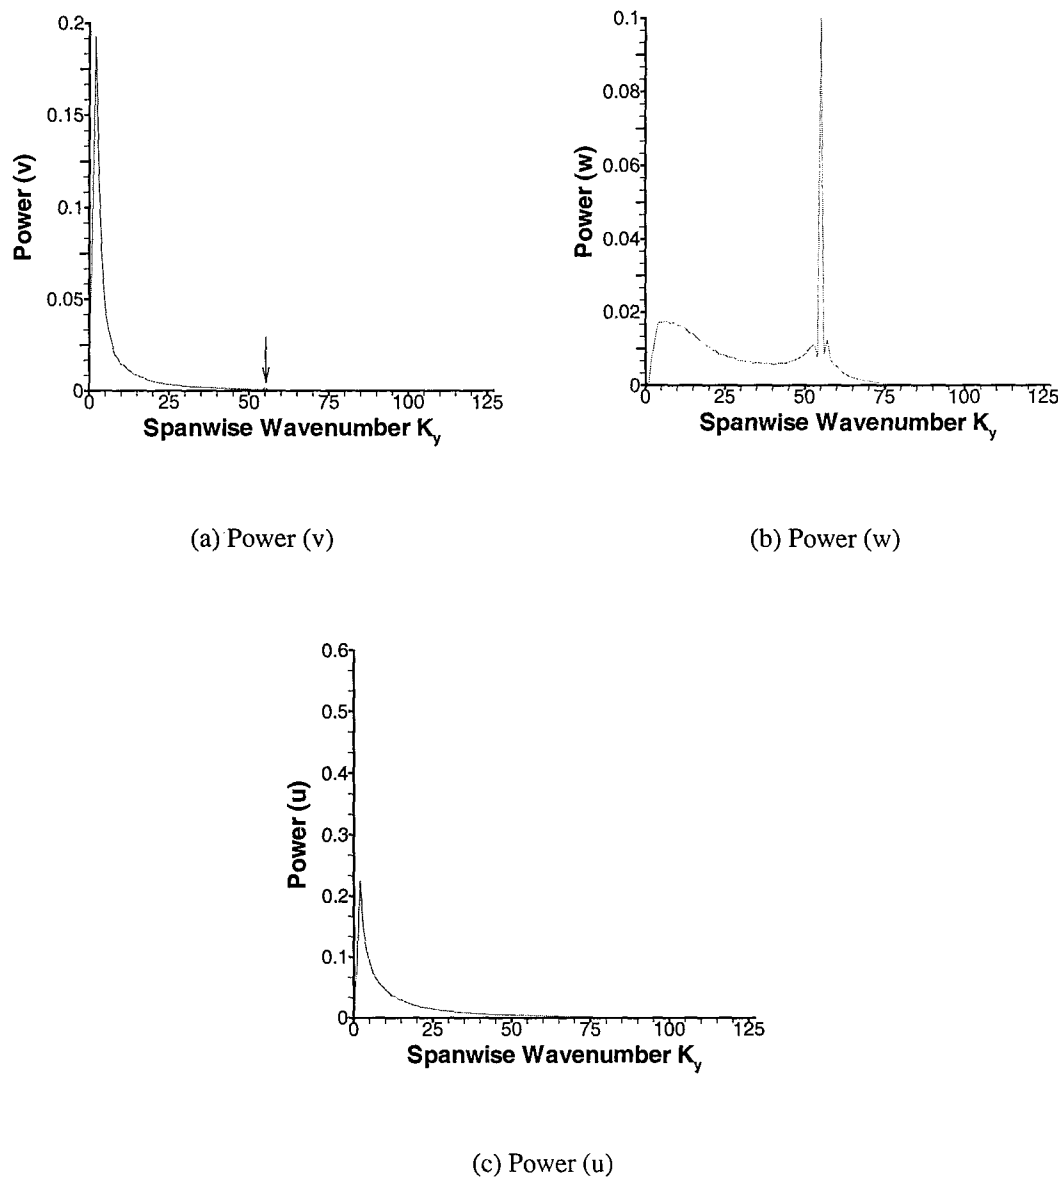 0.2
0.15
0.1
0.05
0
Power (v)
0 25 50 75 100 125
Spanwise Wavenumber Ky
(a) Power (v)
0.1
0.08
0.06
0.04
0.02
0
Power (w)
0 25 50 75 100 125
Spanwise Wavenumber Ky
(b) Power (w)
0.6
0.5
0.4
0.3
0.2
0.1
0
Power (u)
0 25 50 75 100 125
Spanwise Wavenumber Ky
(c) Power (u)